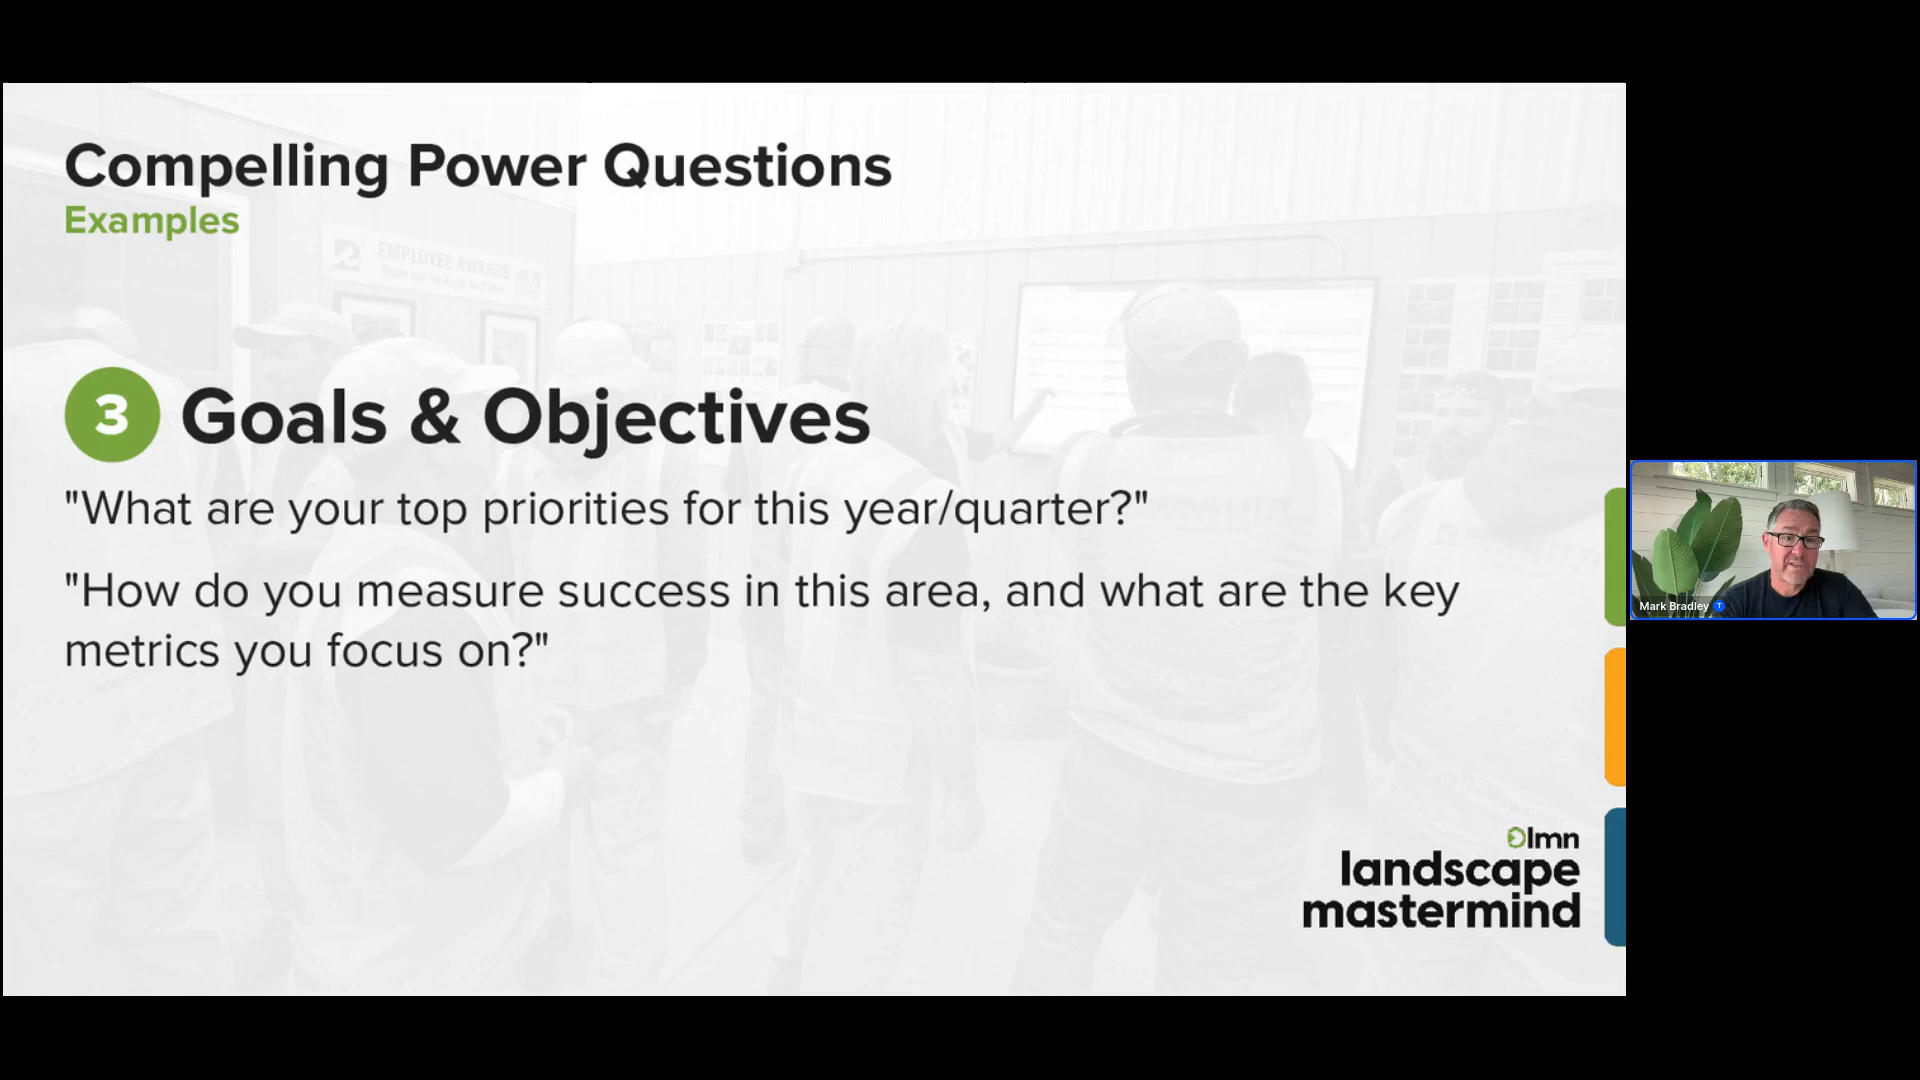 Compelling Power Questions
Examples
EMPLOYEE AWARDS
3 Goals & Objectives
"What are your top priorities for this year/quarter?"
"How do you measure success in this area, and what are the key
metrics you focus on?"
lmn
landscape
mastermind
Mark Bradley